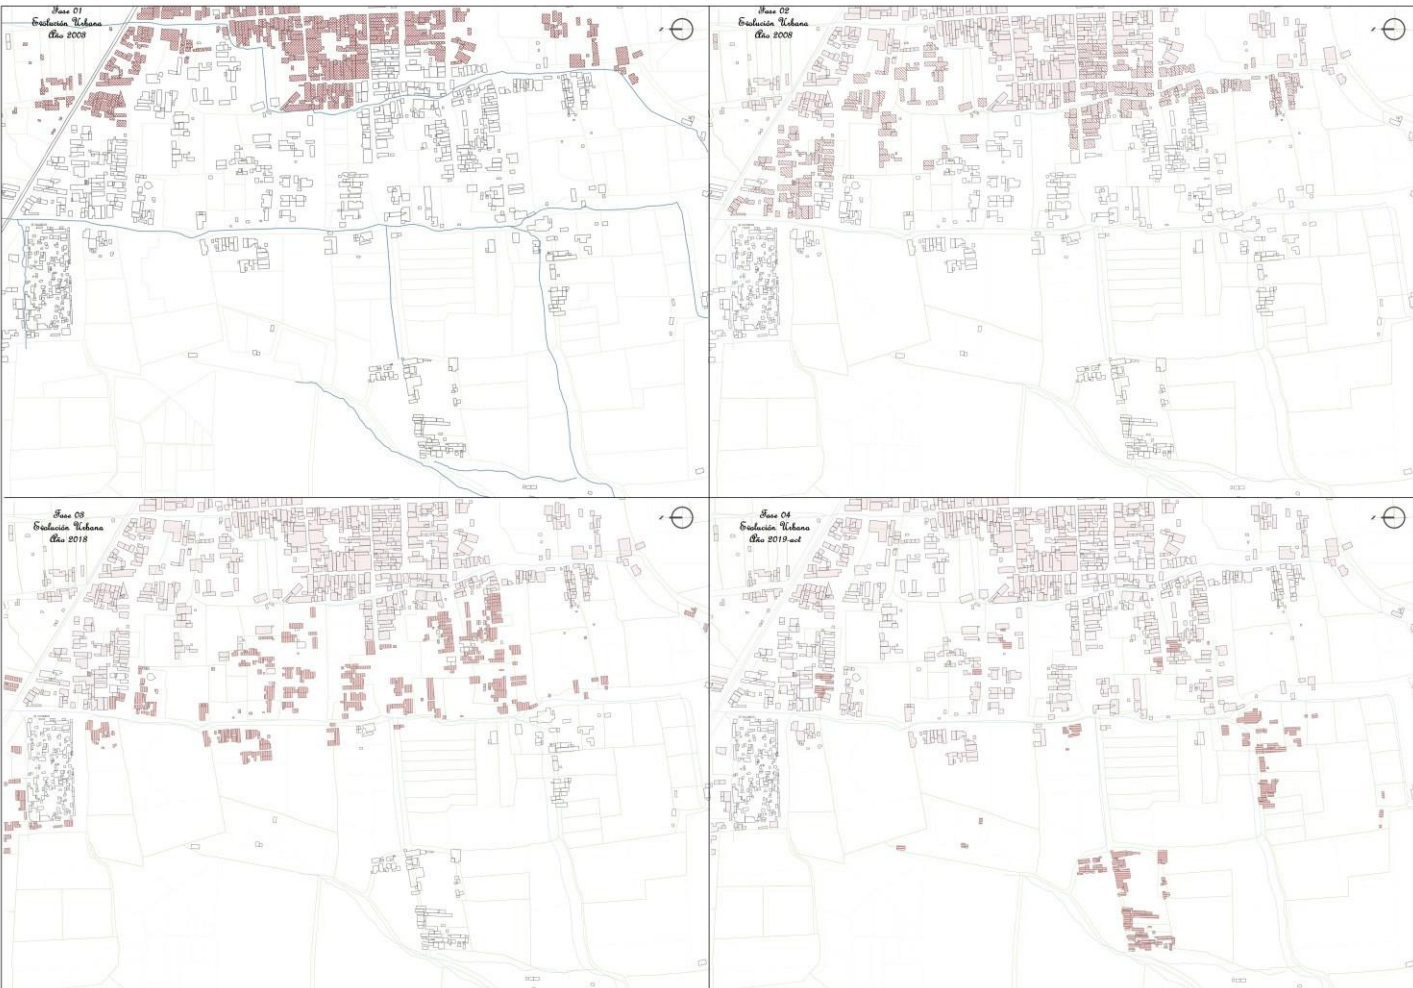 Fase 01
Evolución Urbana
Año 2003
Fase 02
Evolución Urbana
Año 2008
Fase 03
Evolución Urbana
Año 2018
Fase 04
Evolución Urbana
Año 2019-act